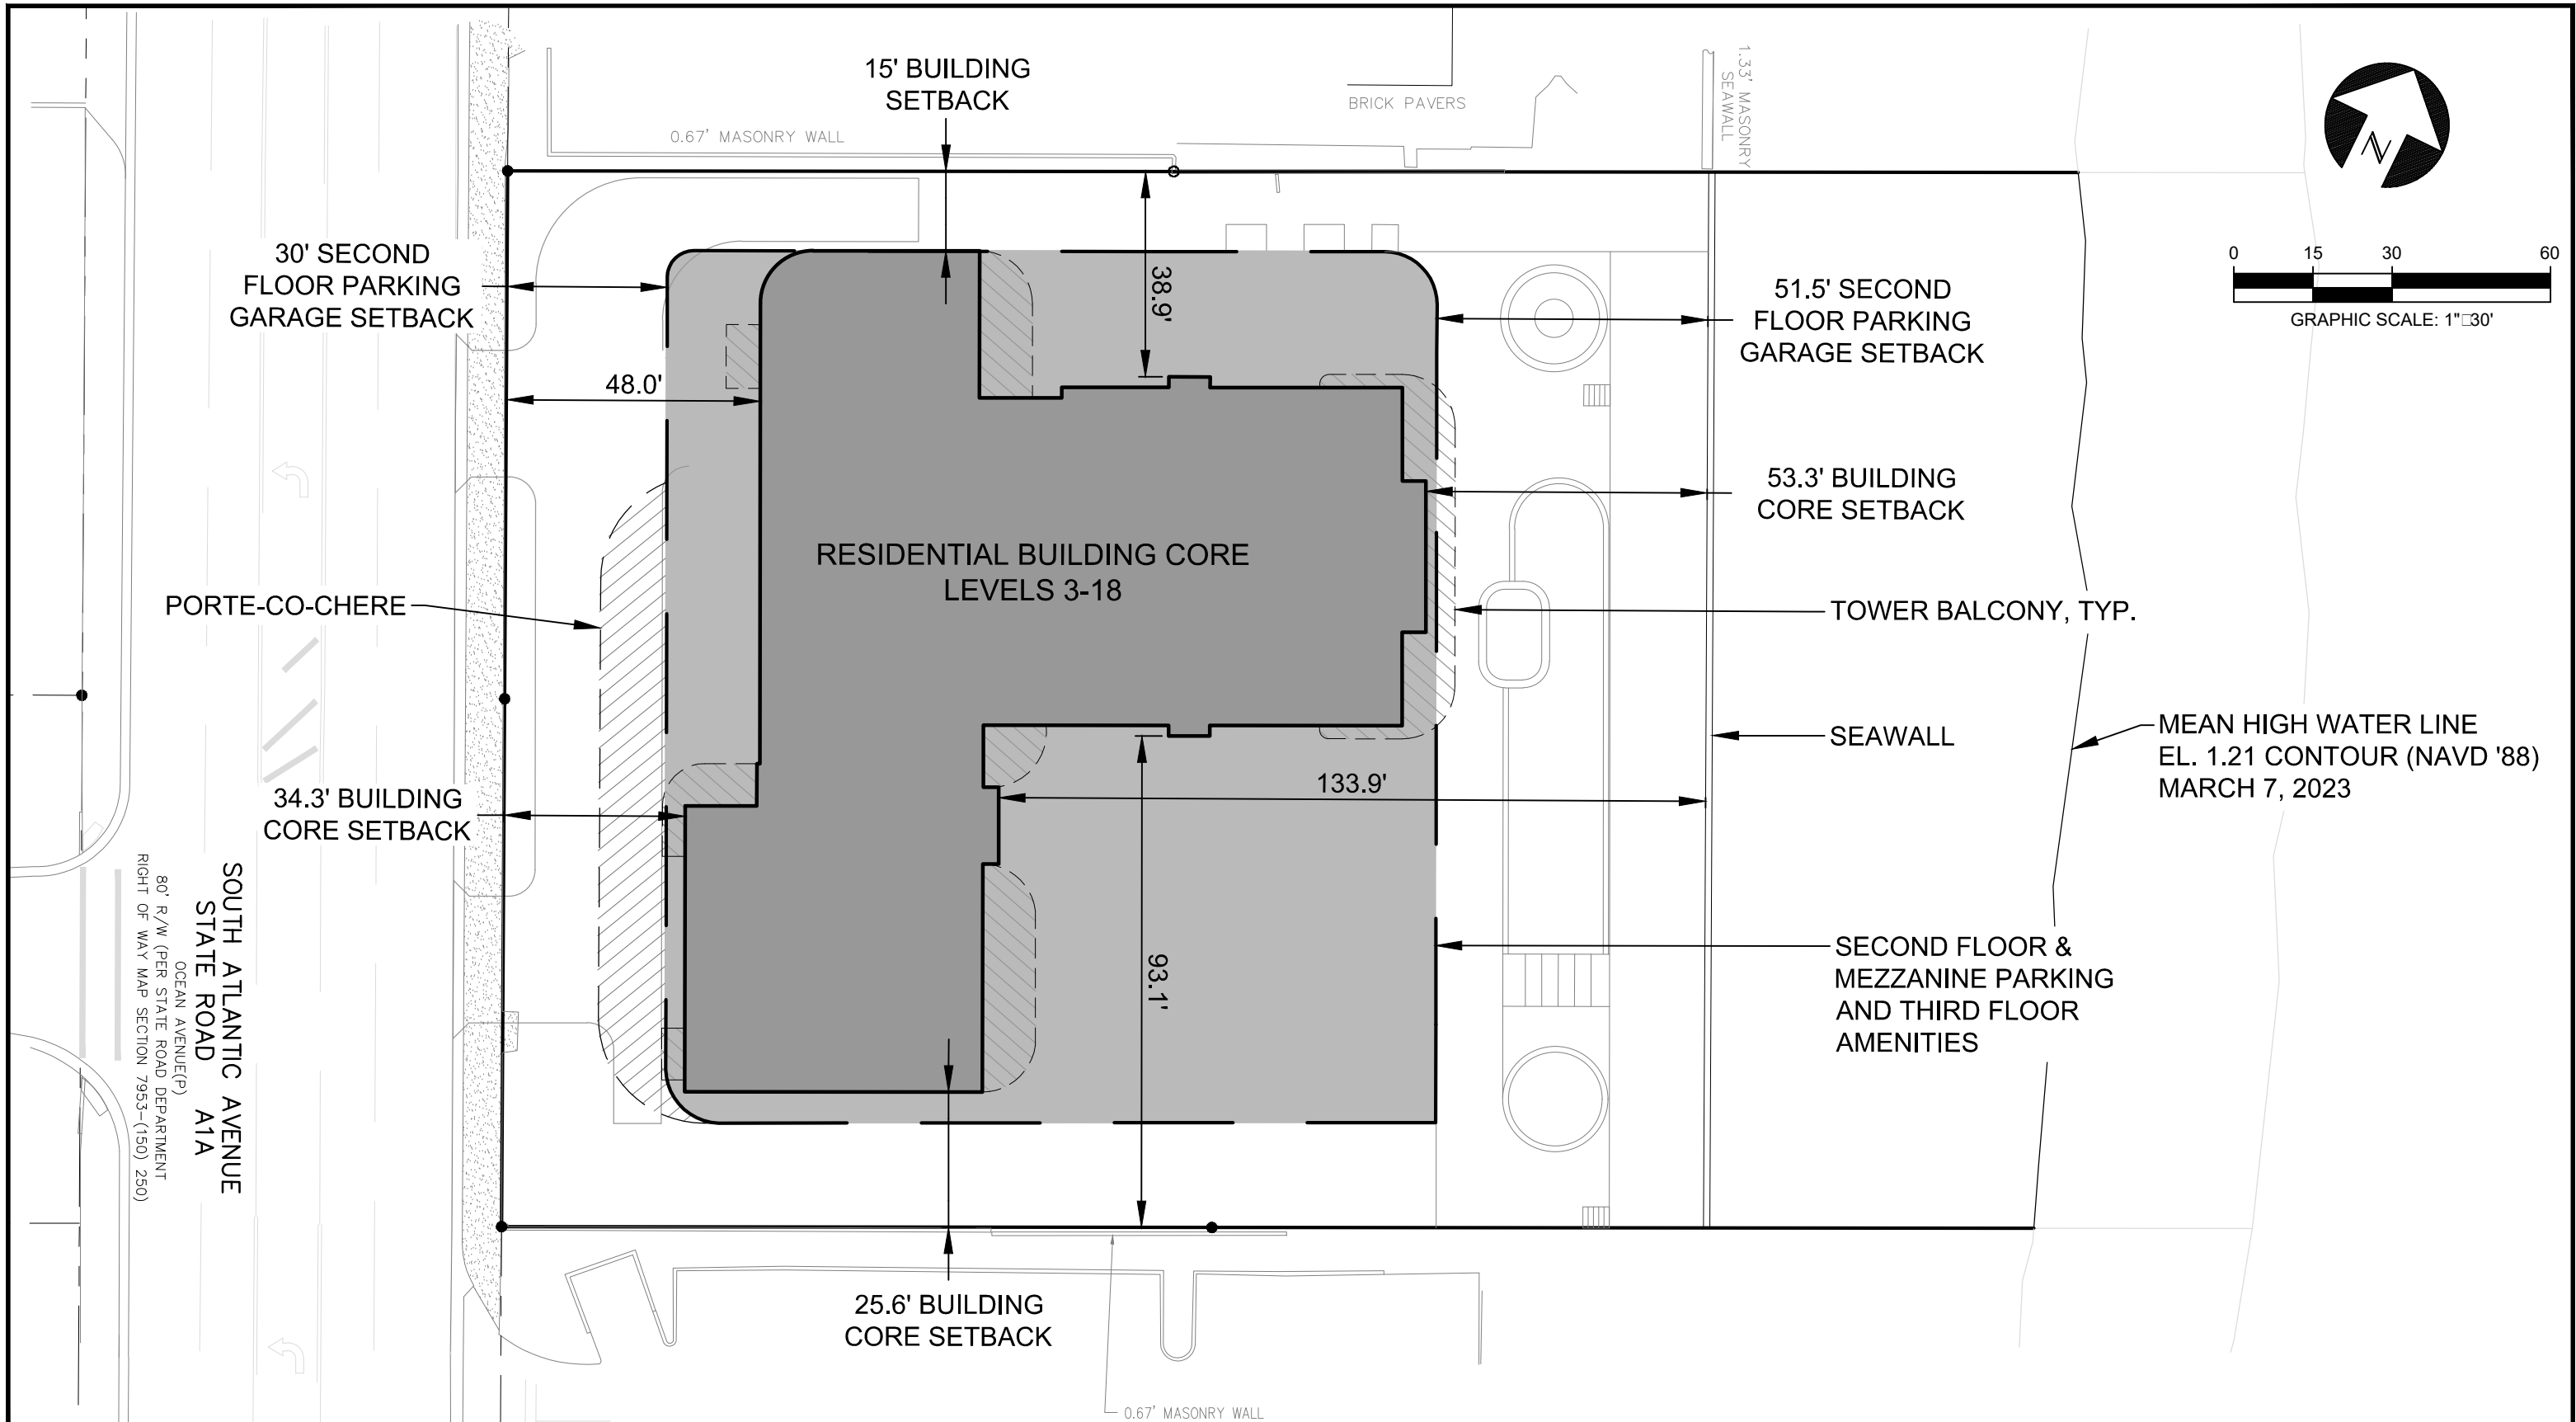 15' BUILDING
SETBACK
0.67' MASONRY WALL
BRICK PAVERS
1.33' MASONRY
SEAWALL
N
0 15 30 60
GRAPHIC SCALE: 1"□30'
30' SECOND
FLOOR PARKING
GARAGE SETBACK
38.9'
51.5' SECOND
FLOOR PARKING
GARAGE SETBACK
48.0'
53.3' BUILDING
CORE SETBACK
RESIDENTIAL BUILDING CORE
LEVELS 3-18
PORTE-CO-CHERE
TOWER BALCONY, TYP.
SEAWALL
MEAN HIGH WATER LINE
EL. 1.21 CONTOUR (NAVD '88)
MARCH 7, 2023
133.9'
34.3' BUILDING
CORE SETBACK
SOUTH ATLANTIC AVENUE
STATE ROAD A1A
OCEAN AVENUE(P)
80' R/W (PER STATE ROAD DEPARTMENT
RIGHT OF WAY MAP SECTION 7953-(150) 250)
93.1'
SECOND FLOOR &
MEZZANINE PARKING
AND THIRD FLOOR
AMENITIES
25.6' BUILDING
CORE SETBACK
0.67' MASONRY WALL